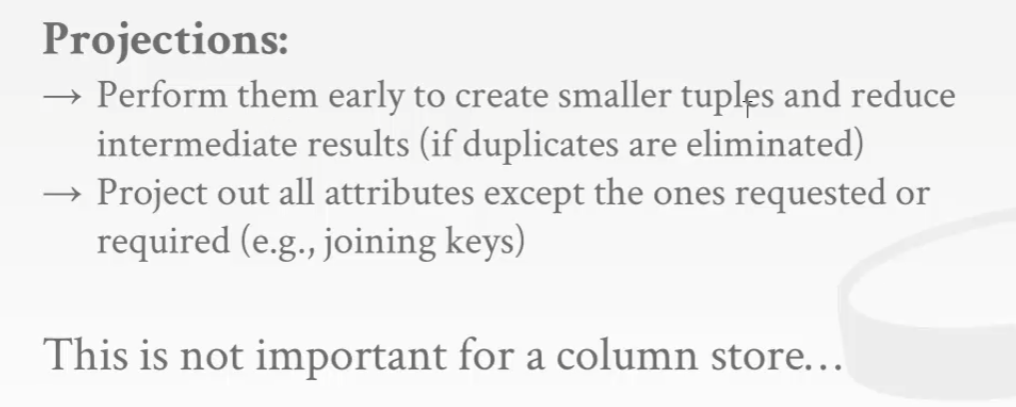 Projections:
→ Perform them early to create smaller tuples and reduce
intermediate results (if duplicates are eliminated)
→ Project out all attributes except the ones requested or
required (e.g., joining keys)
This is not important for a column store…